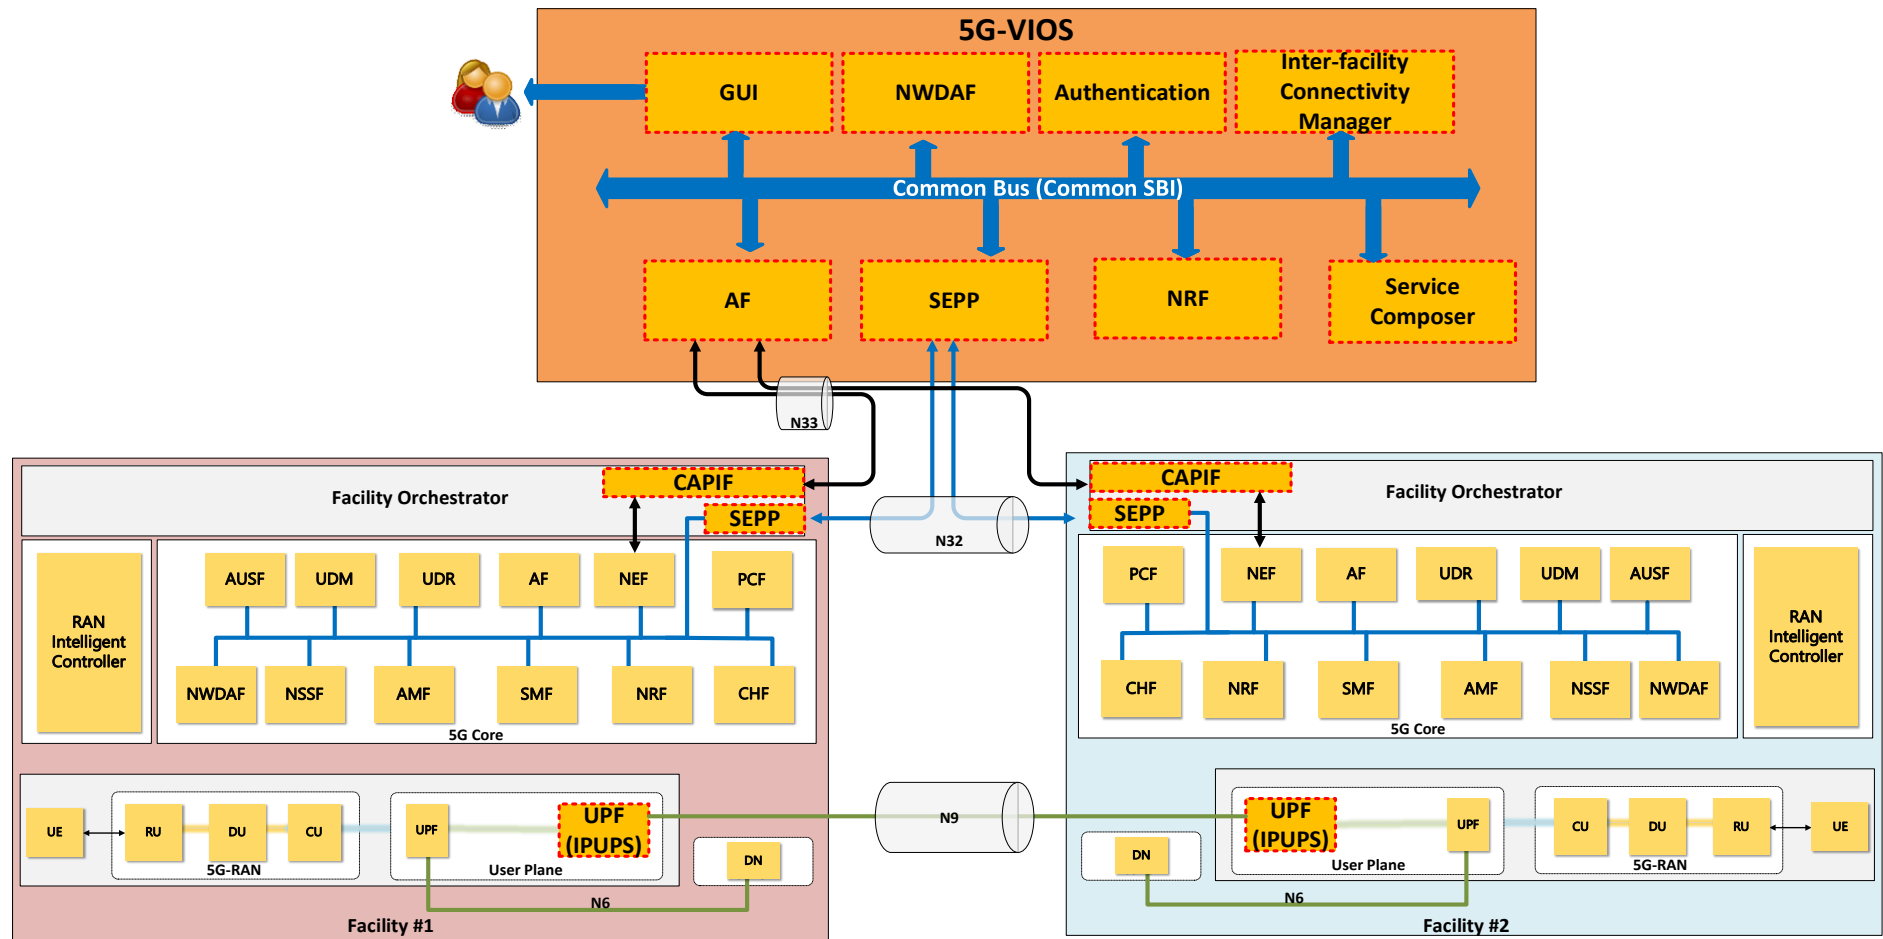 5G-VIOS
GUI
NWDAF
Authentication
Inter-facility
Connectivity
Manager
Common Bus (Common SBI)
AF
SEPP
NRF
Service
Composer
N33
N32
Facility Orchestrator
CAPIF
SEPP
RAN
Intelligent
Controller
AUSF
UDM
UDR
AF
NEF
PCF
NWDAF
NSSF
AMF
SMF
NRF
CHF
5G Core
UE
RU
DU
CU
5G-RAN
UPF
UPF
(IPUPS)
User Plane
DN
N6
Facility #1
N9
CAPIF
SEPP
Facility Orchestrator
PCF
NEF
AF
UDR
UDM
AUSF
CHF
NRF
SMF
AMF
NSSF
NWDAF
5G Core
RAN
Intelligent
Controller
DN
UPF
(IPUPS)
UPF
User Plane
CU
DU
RU
5G-RAN
UE
N6
Facility #2